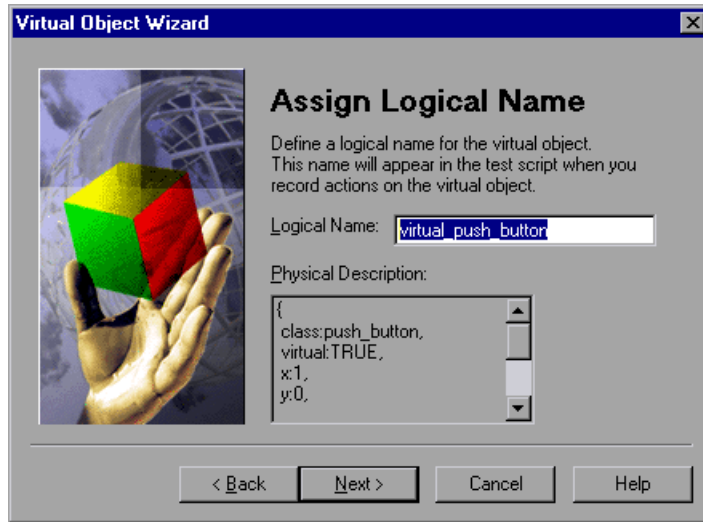 Virtual Object Wizard
Assign Logical Name
Define a logical name for the virtual object.
This name will appear in the test script when you
record actions on the virtual object.
Logical Name: virtual_push_button
Physical Description:
{
class:push_button,
virtual:TRUE,
x:1,
y:0,
< Back Next > Cancel Help